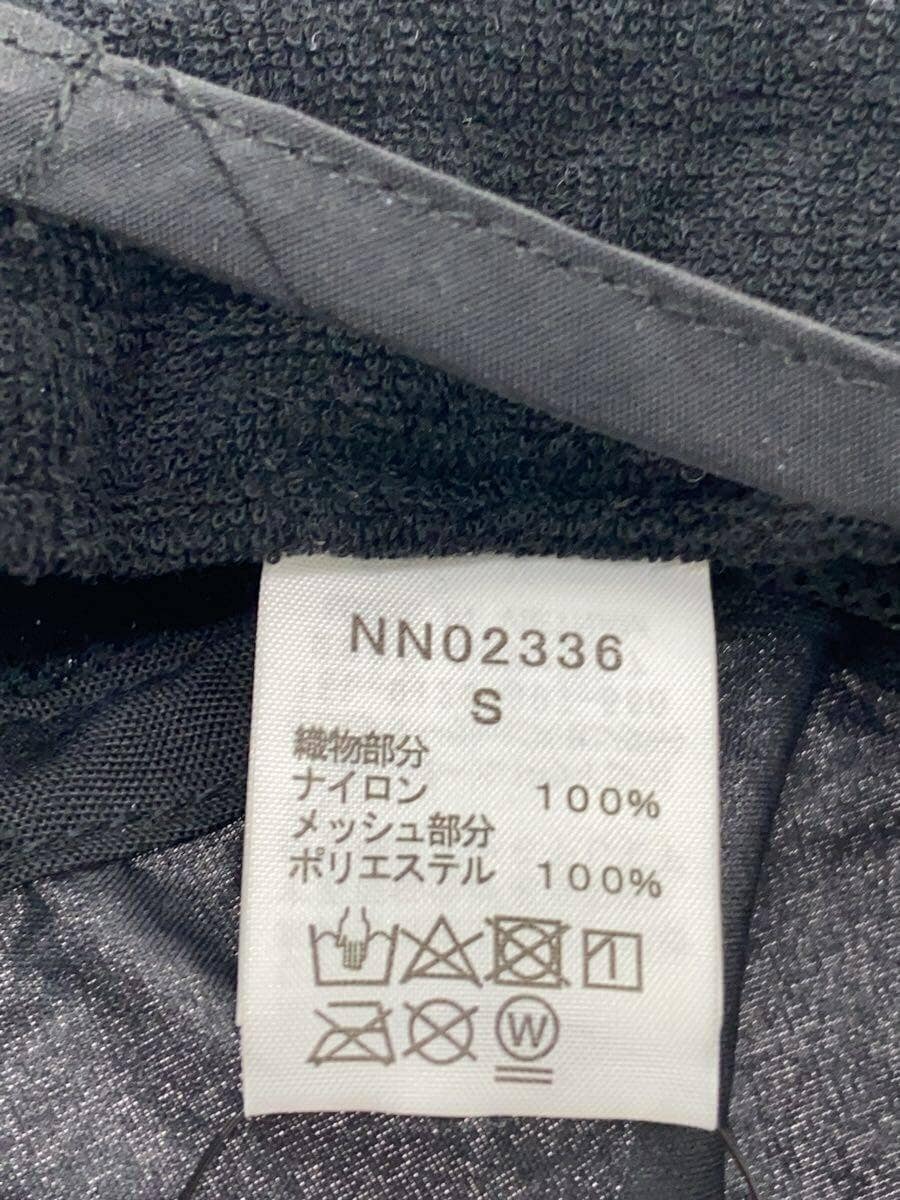 NN02336
S
織物部分
ナイロン 100%
メッシュ部分
ポリエステル 100%
W